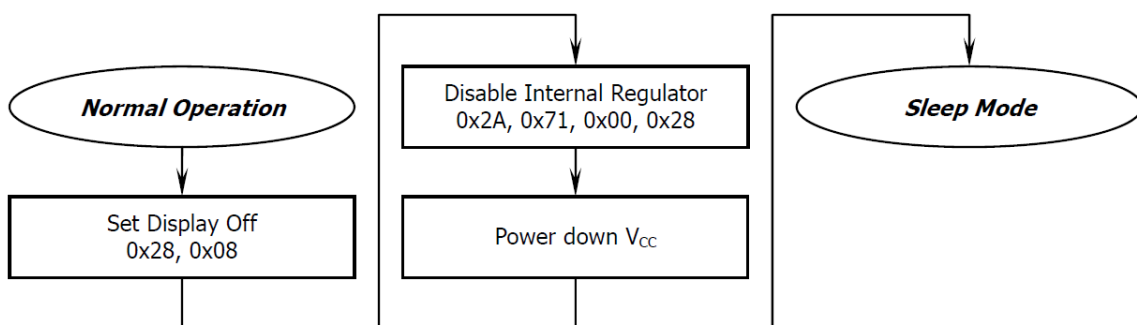 Normal Operation
Set Display Off
0x28, 0x08
Disable Internal Regulator
0x2A, 0x71, 0x00, 0x28
Power down VCC
Sleep Mode